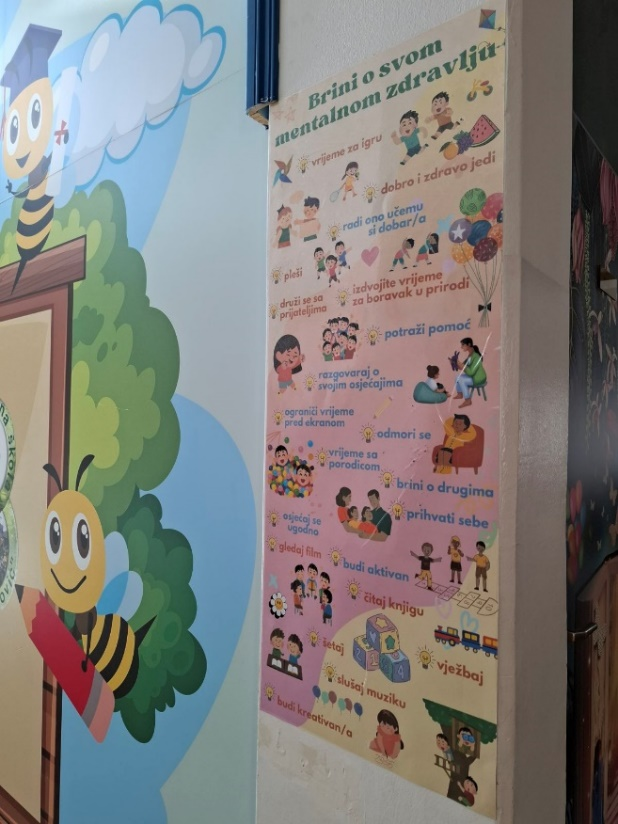 Brini o svom
mentalnom zdravlju
vrijeme za igru
dobro i zdravo jedi
radi ono učemu
si dobar/a
pleši
druži se sa
prijateljima
izdvojite vrijeme
za boravak u prirodi
potraži pomoć
razgovaraj o
svojim osjećajima
ograniči vrijeme
pred ekranom
odmori se
vrijeme sa
porodicom
brini o drugima
osjećaj se
ugodno
prihvati sebe
gledaj film
budi aktivan
čitaj knjigu
šetaj
vježbaj
slušaj muziku
budi kreativan/a